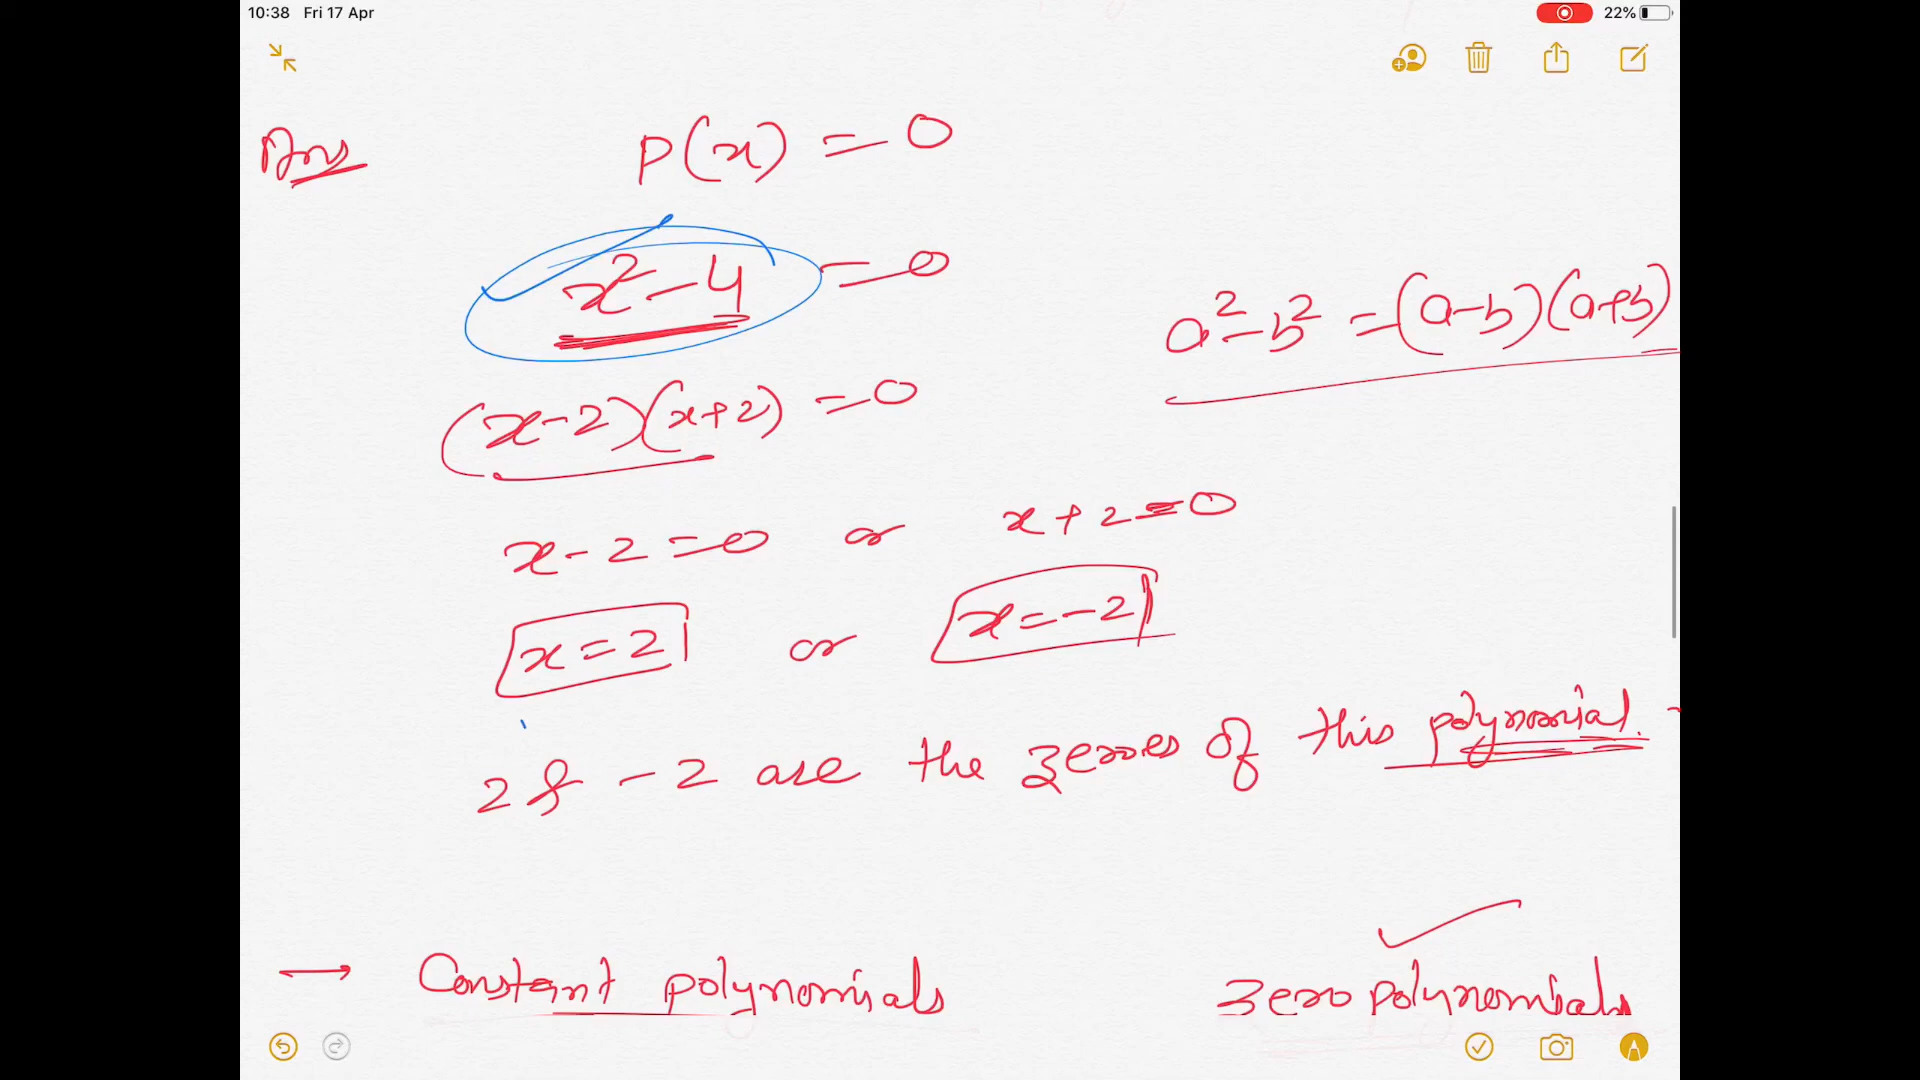 10:38 Fri 17 Apr 22%
Ans p(x) = 0
x² - 4 = 0
a² - b² = (a-b)(a+b)
(x-2)(x+2) = 0
x - 2 = 0 or x + 2 = 0
x = 2 or x = -2
2 & -2 are the zeroes of this polynomial.
→ Constant polynomials zero polynomials